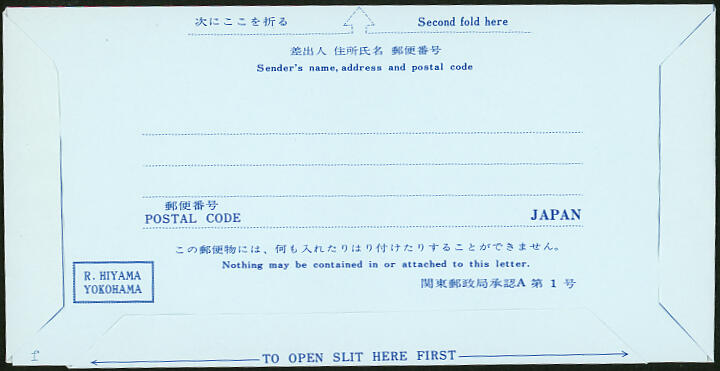 次にここを折る Second fold here
差出人 住所氏名 郵便番号
Sender's name, address and postal code
郵便番号
POSTAL CODE JAPAN
この郵便物には、何も入れたりはり付けたりすることができません。
Nothing may be contained in or attached to this letter.
R. HIYAMA
YOKOHAMA
関東郵政局承認A 第 1 号
TO OPEN SLIT HERE FIRST